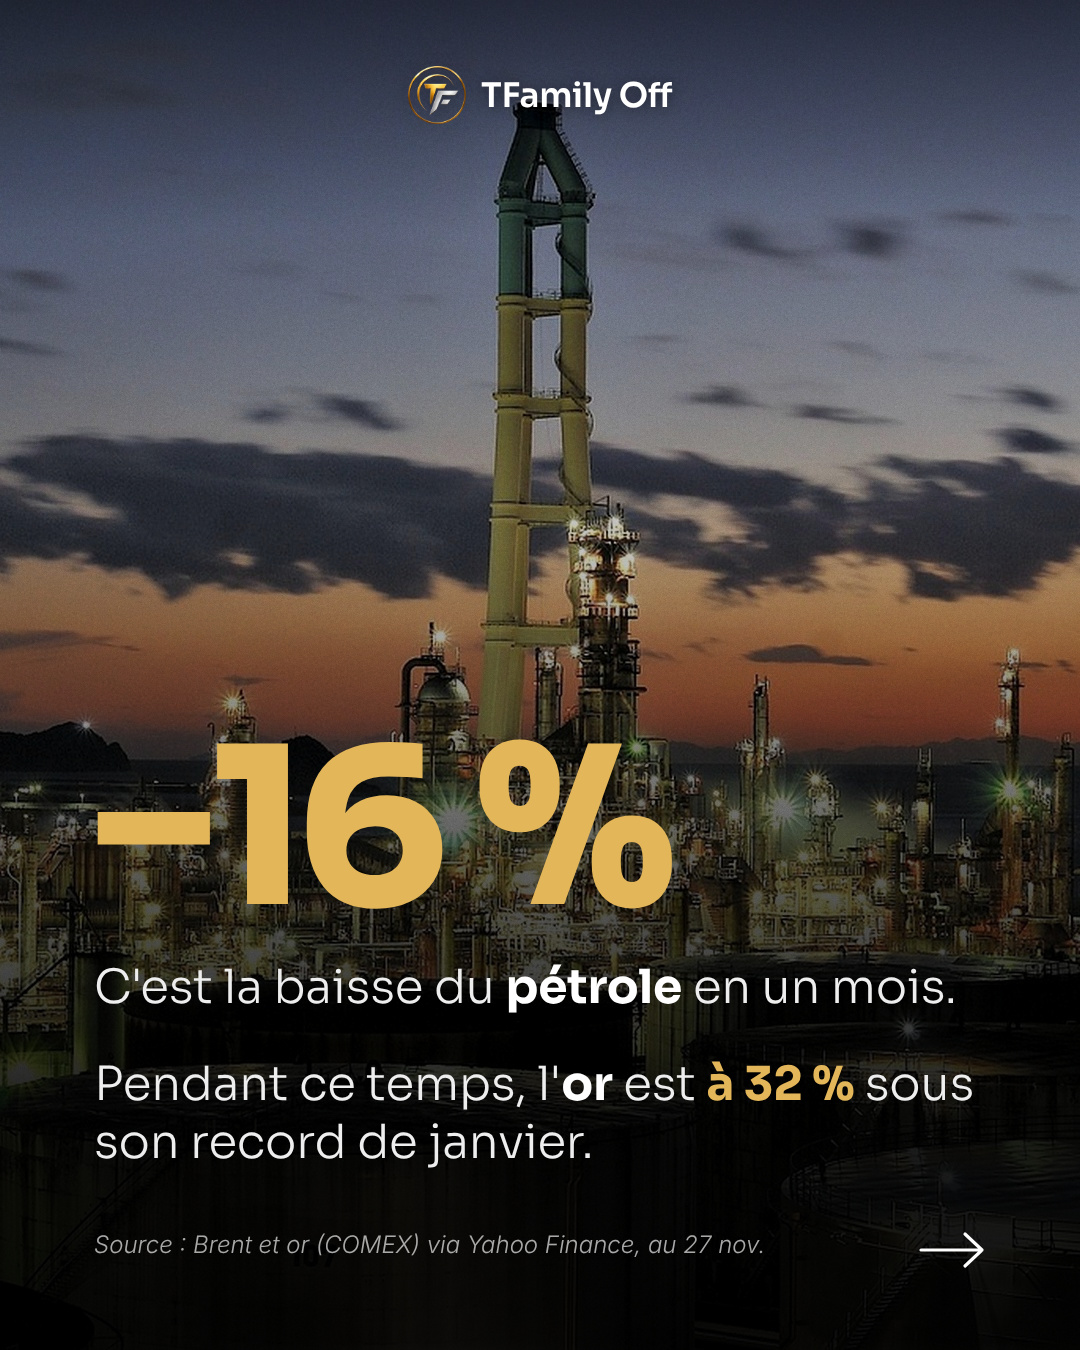 TFamily Off
–16 %
C'est la baisse du pétrole en un mois.
Pendant ce temps, l'or est à 32 % sous
son record de janvier.
Source : Brent et or (COMEX) via Yahoo Finance, au 27 nov.